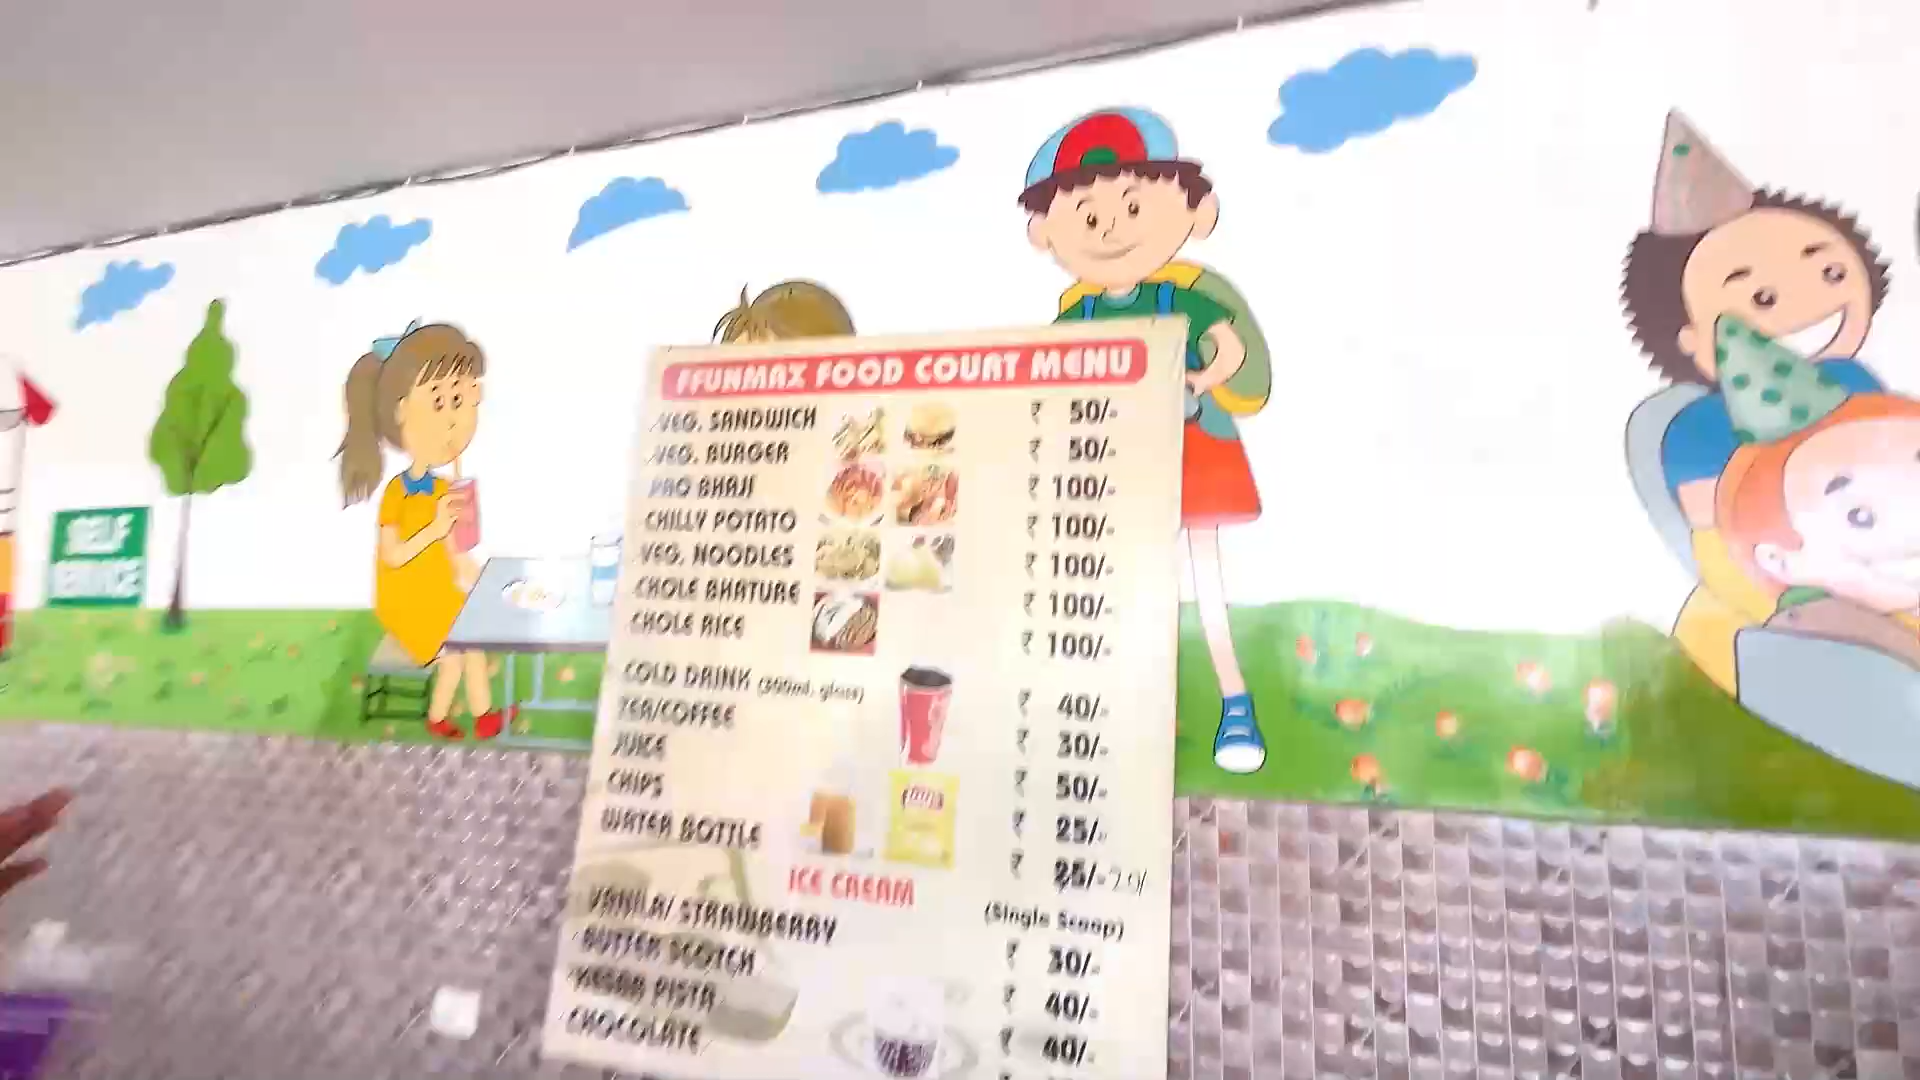 SELF
SERVICE
FFUNMAX FOOD COURT MENU
VEG. SANDWICH ₹ 50/-
VEG. BURGER ₹ 50/-
PAO BHAJI ₹ 100/-
CHILLY POTATO ₹ 100/-
VEG. NOODLES ₹ 100/-
CHOLE BHATURE ₹ 100/-
CHOLE RICE ₹ 100/-
COLD DRINK (300ml. glass) ₹ 40/-
TEA/COFFEE ₹ 30/-
JUICE ₹ 50/-
CHIPS ₹ 25/-
WATER BOTTLE ₹ 25/- 20/-
ICE CREAM
(Single Scoop)
VANILA/ STRAWBERRY ₹ 30/-
BUTTER SCOTCH ₹ 40/-
KESAR PISTA ₹ 40/-
CHOCOLATE